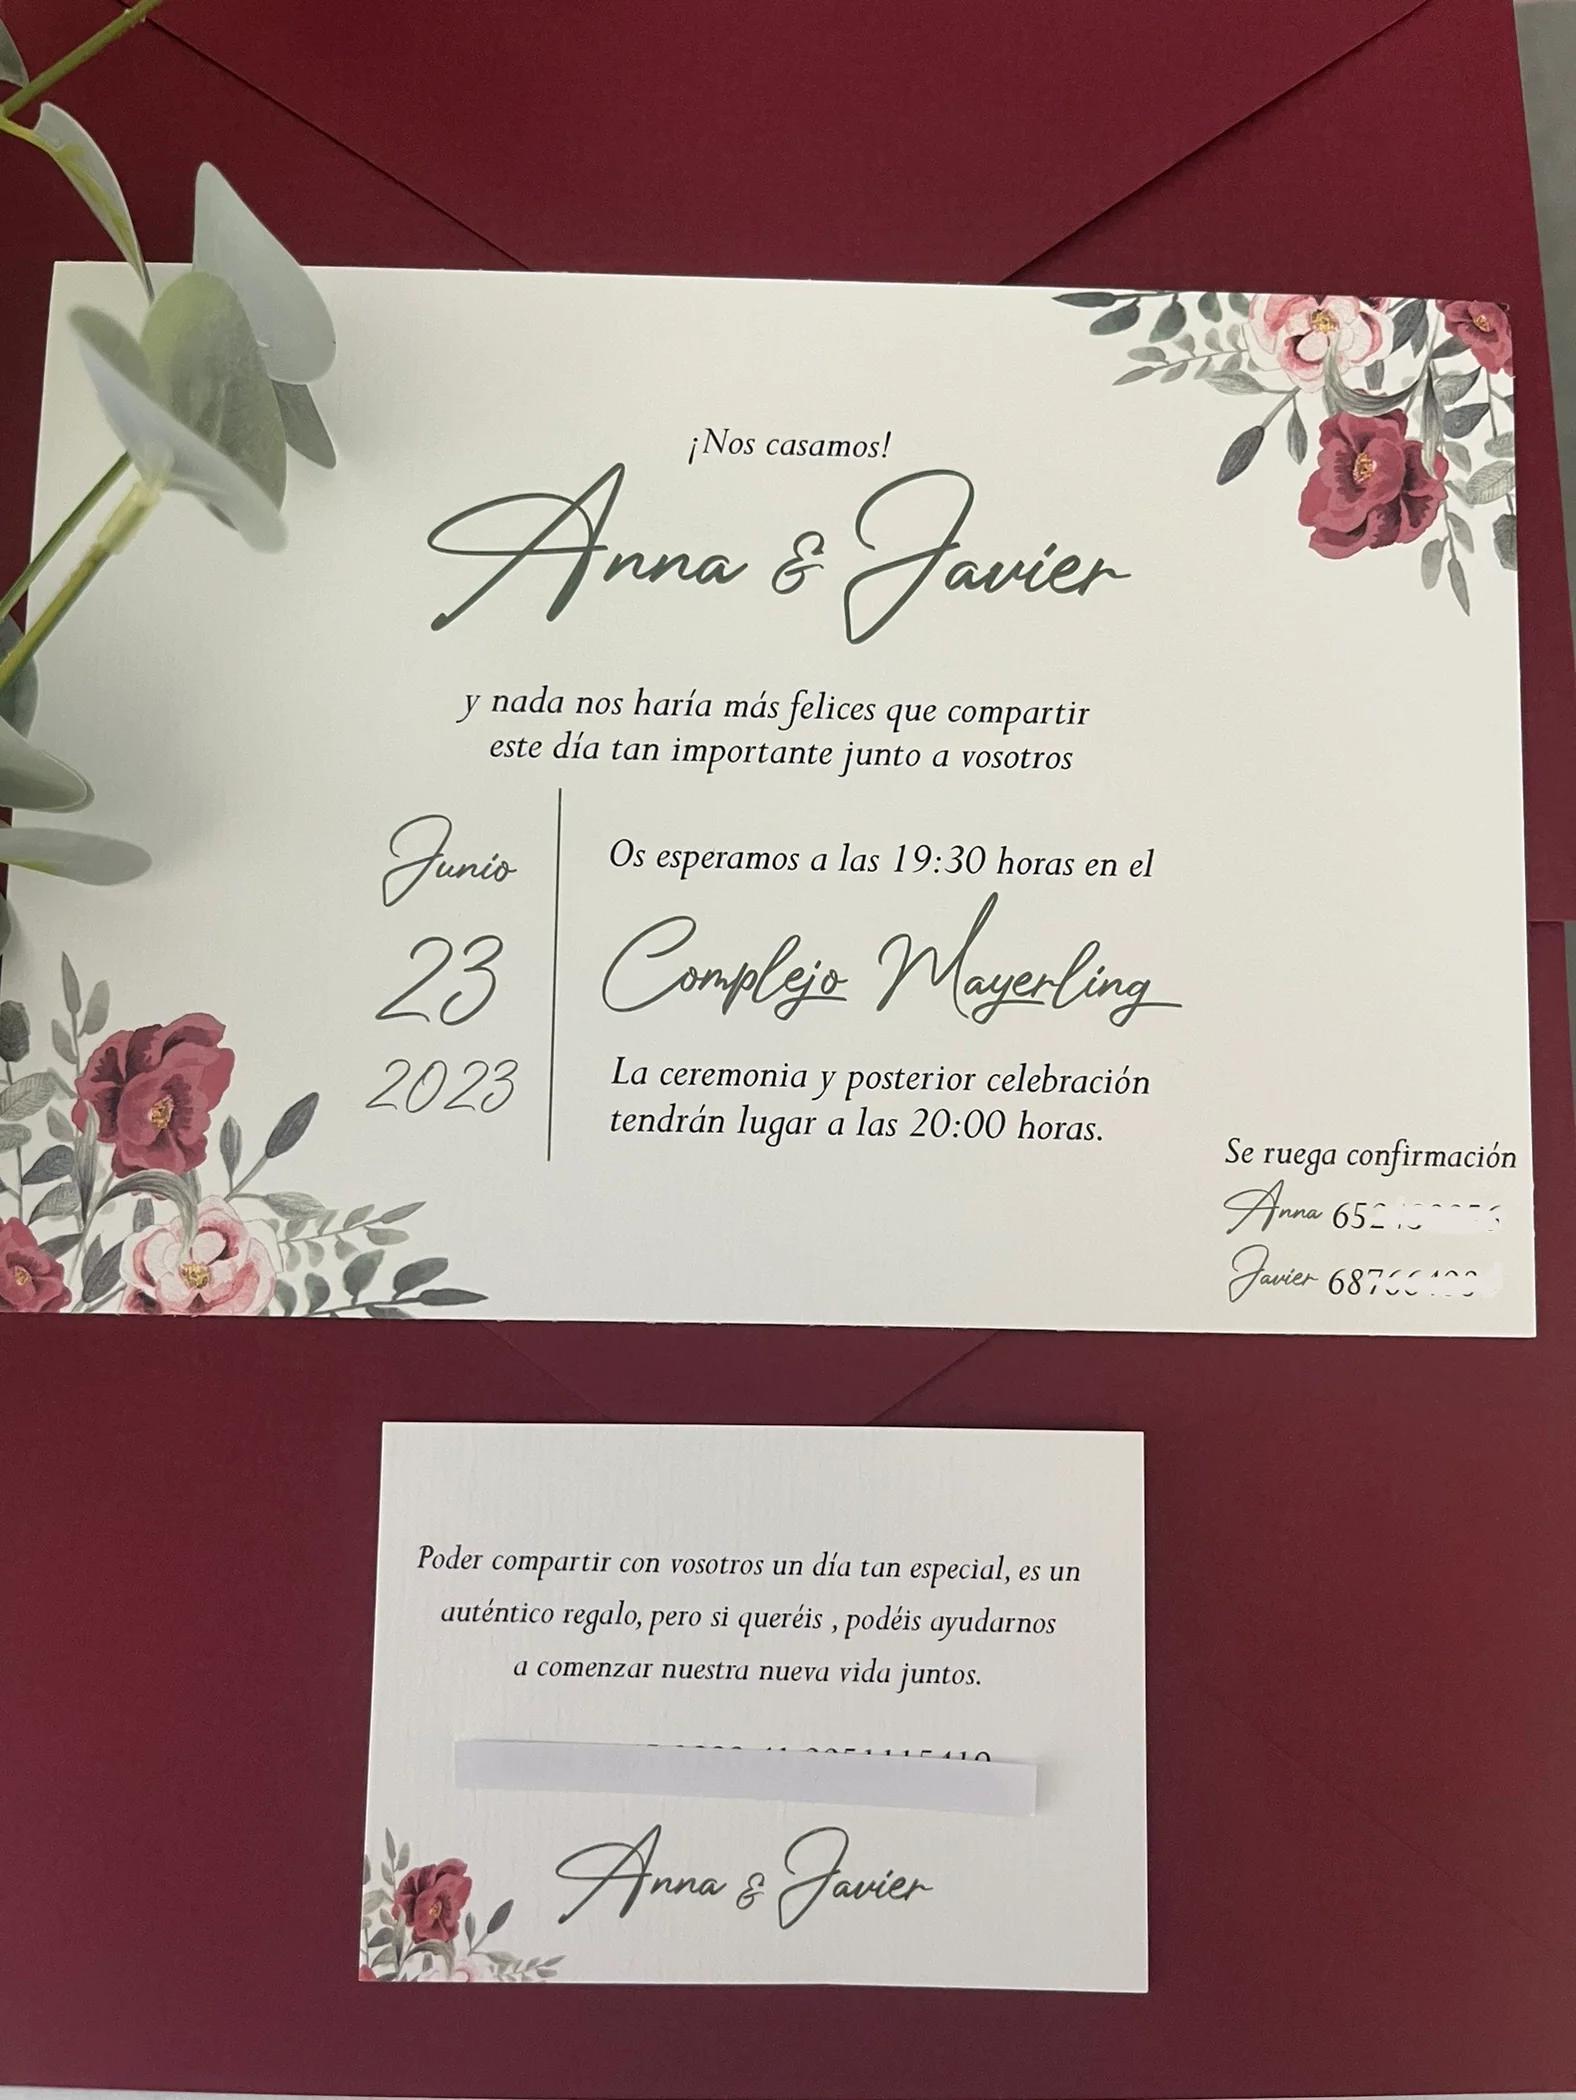 ¡Nos casamos!
Anna & Javier
y nada nos haría más felices que compartir
este día tan importante junto a vosotros
Junio
23
2023
Os esperamos a las 19:30 horas en el
Complejo Mayerling
La ceremonia y posterior celebración
tendrán lugar a las 20:00 horas.
Se ruega confirmación
Anna
Javier
Poder compartir con vosotros un día tan especial, es un
auténtico regalo, pero si queréis , podéis ayudarnos
a comenzar nuestra nueva vida juntos.
Anna & Javier